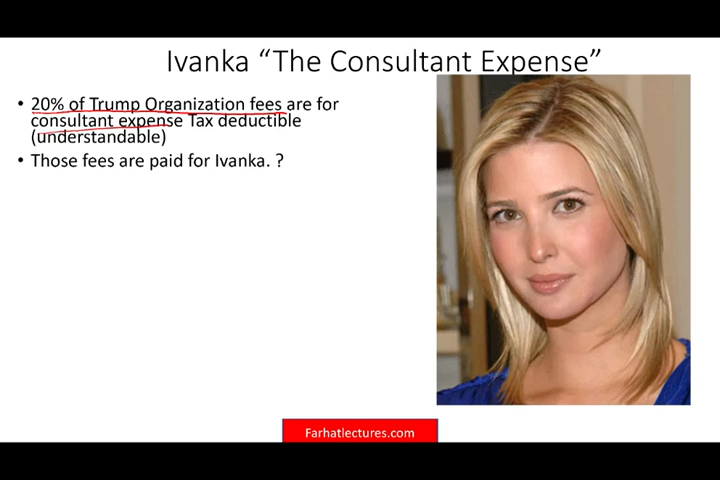 Ivanka “The Consultant Expense”
• 20% of Trump Organization fees are for
consultant expense Tax deductible
(understandable)
• Those fees are paid for Ivanka. ?
Farhatlectures.com